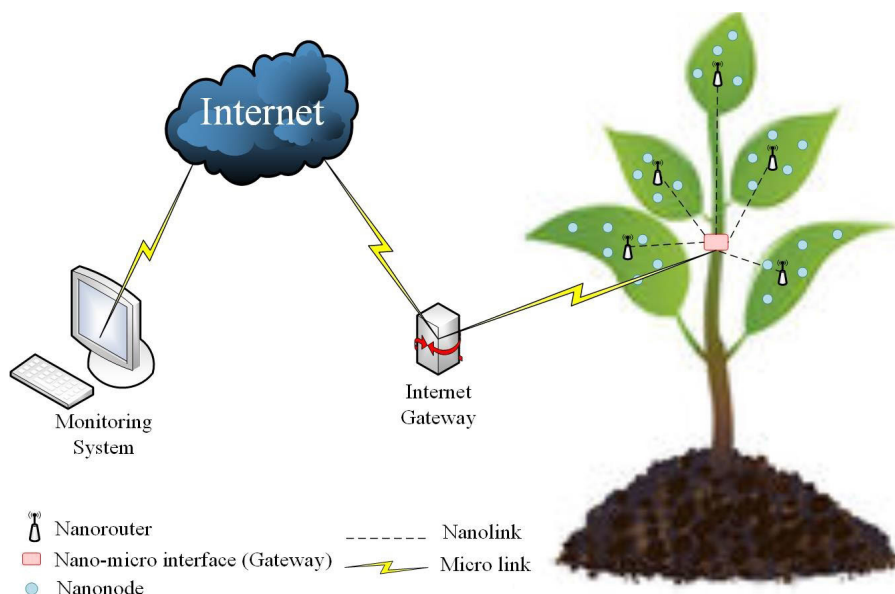 Internet
Internet
Gateway
Monitoring
System
Nanorouter
Nano-micro interface (Gateway)
Nanonode
Nanolink
Micro link